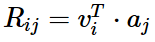 R_{ij} = v_i^T · a_j